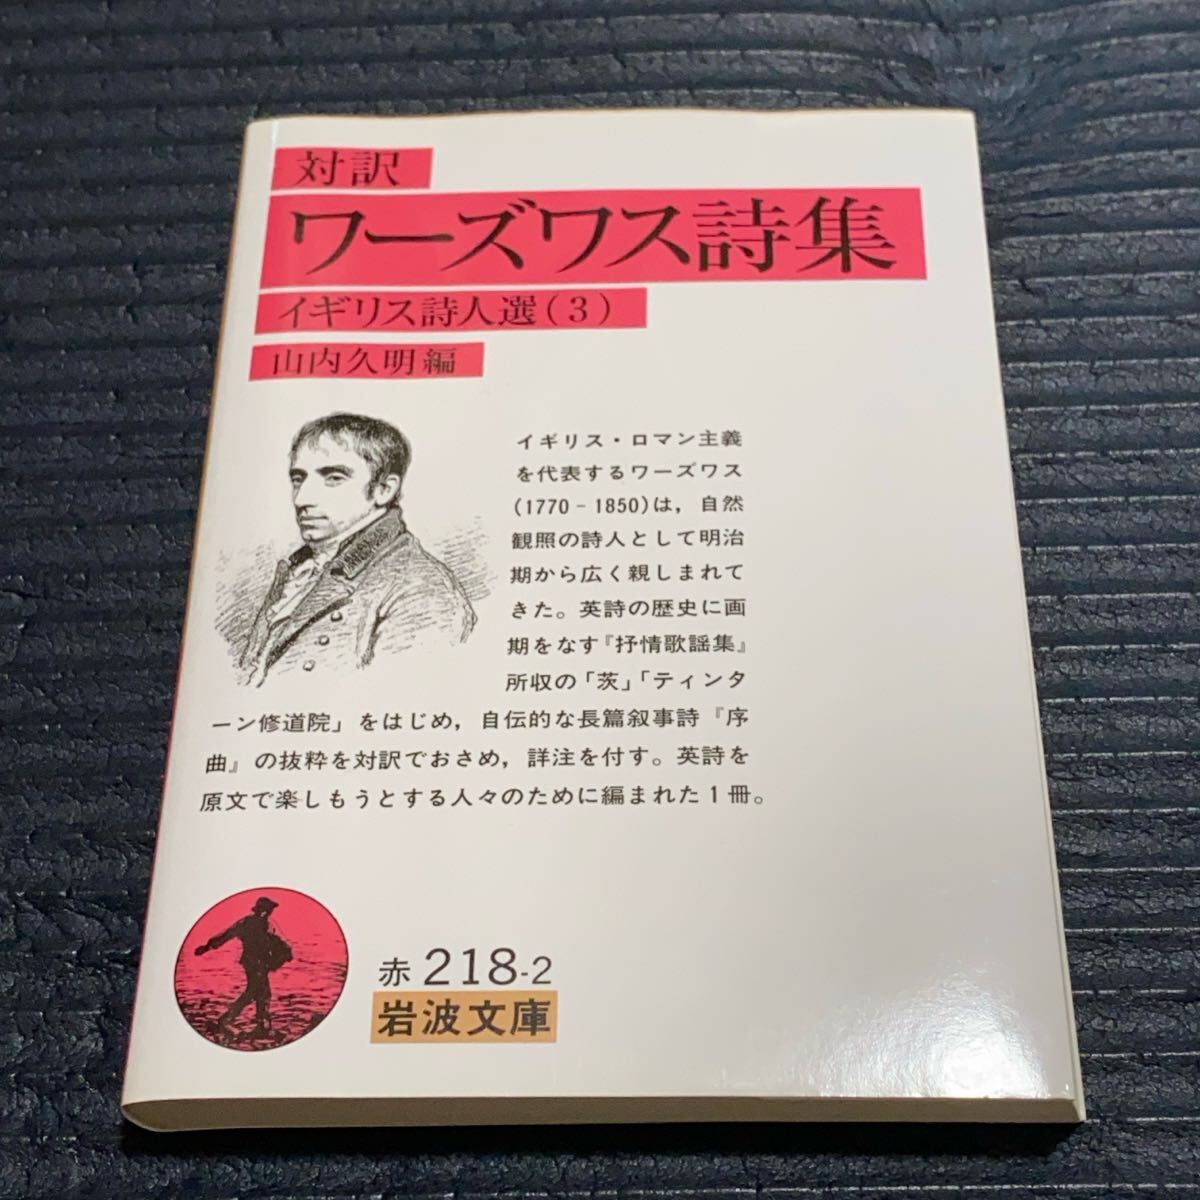 対訳
ワーズワス詩集
イギリス詩人選(3)
山内久明編
イギリス・ロマン主義
を代表するワーズワス
(1770－1850)は，自然
観照の詩人として明治
期から広く親しまれて
きた。英詩の歴史に画
期をなす『抒情歌謡集』
所収の「茨」「ティンタ
ーン修道院」をはじめ，自伝的な長篇叙事詩『序
曲』の抜粋を対訳でおさめ，詳注を付す。英詩を
原文で楽しもうとする人々のために編まれた1冊。
赤 218-2
岩波文庫